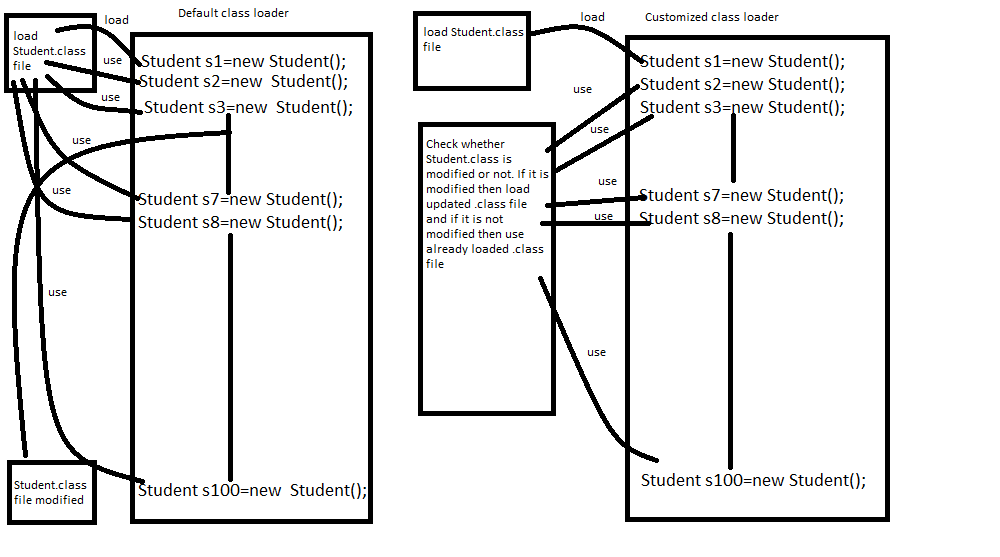 Default class loader
load
load
Student.class
file
use
use
Student s1=new Student();
Student s2=new  Student();
Student s3=new  Student();
use
use
Student s7=new Student();
Student s8=new Student();
use
Student.class
file modified
Student s100=new  Student();
Customized class loader
load
load Student.class
file
Student s1=new Student();
Student s2=new Student();
Student s3=new Student();
use
use
Check whether
Student.class is
modified or not. If it is
modified then load
updated .class file
and if it is not
modified then use
already loaded .class
file
use
use
Student s7=new Student();
Student s8=new Student();
use
Student s100=new Student();